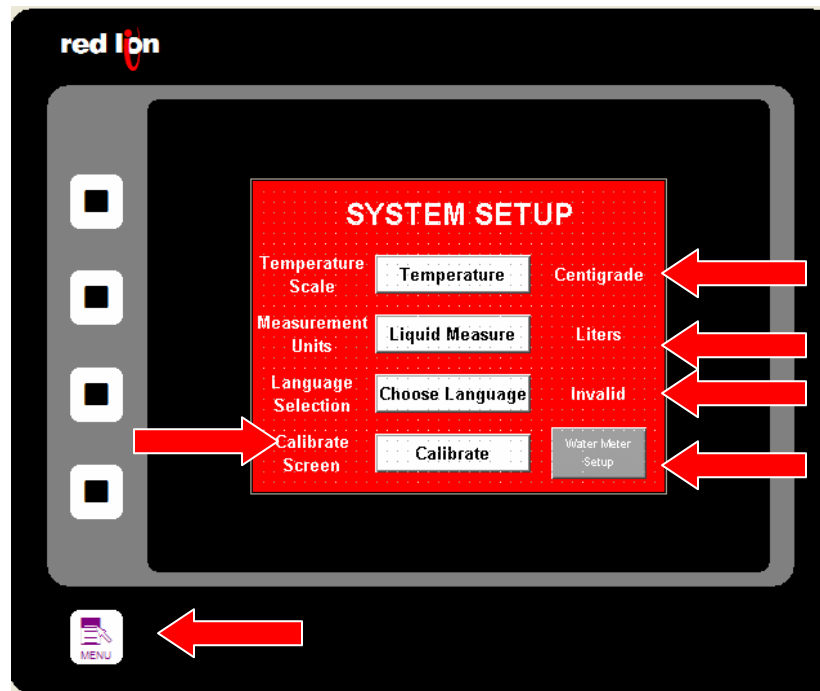 red lion
SYSTEM SETUP
Temperature
Scale
Temperature
Centigrade
Measurement
Units
Liquid Measure
Liters
Language
Selection
Choose Language
Invalid
Calibrate
Screen
Calibrate
Water Meter
Setup
MENU